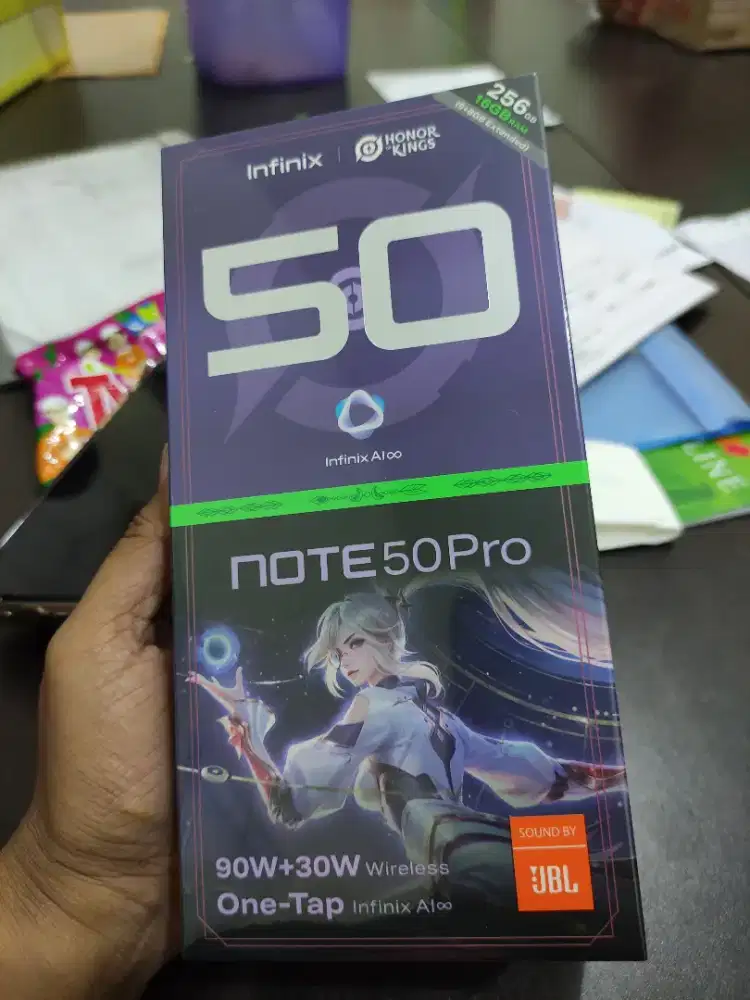 256GB
16GB RAM
(8+8GB Extended)
Infinix | HONOR OF KINGS
50
Infinix AI∞
NOTE 50 Pro
90W+30W Wireless
One-Tap Infinix AI∞
SOUND BY
JBL
LIVE